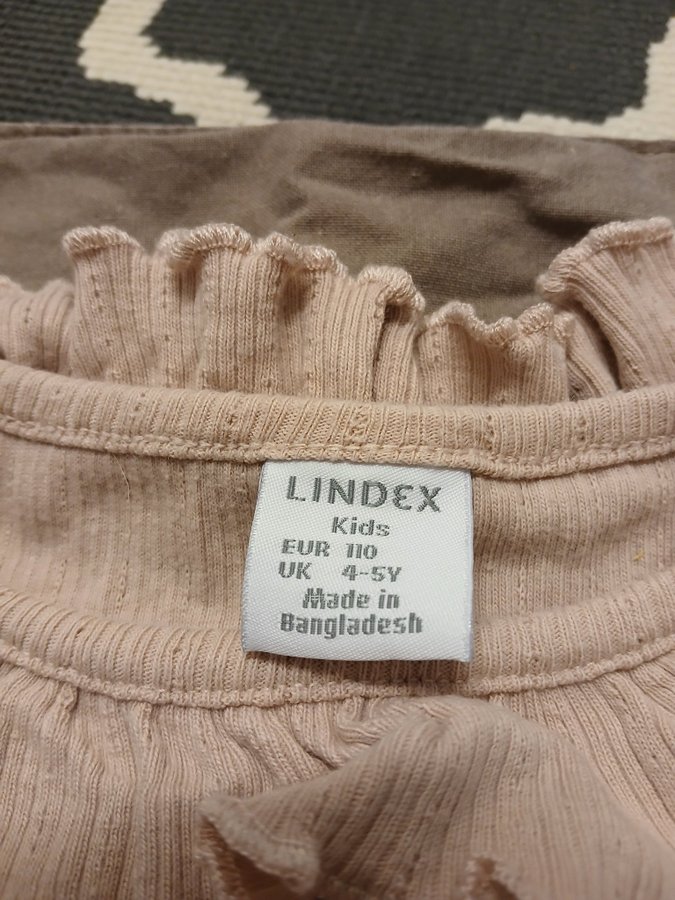 LINDEX
Kids
EUR 110
UK 4-5Y
Made in
Bangladesh